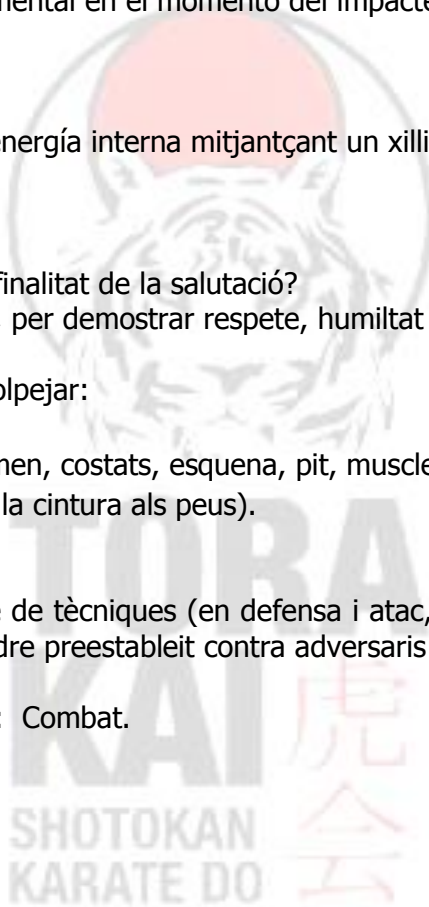 mental en el momento del impacte
energía interna mitjantçant un xilli
finalitat de la salutació?
per demostrar respete, humiltat
olpejar:
men, costats, esquena, pit, muscle
la cintura als peus).
e de tècniques (en defensa i atac,
dre preestableit contra adversaris
: Combat.
TORA
KAI
虎会
SHOTOKAN
KARATE DO